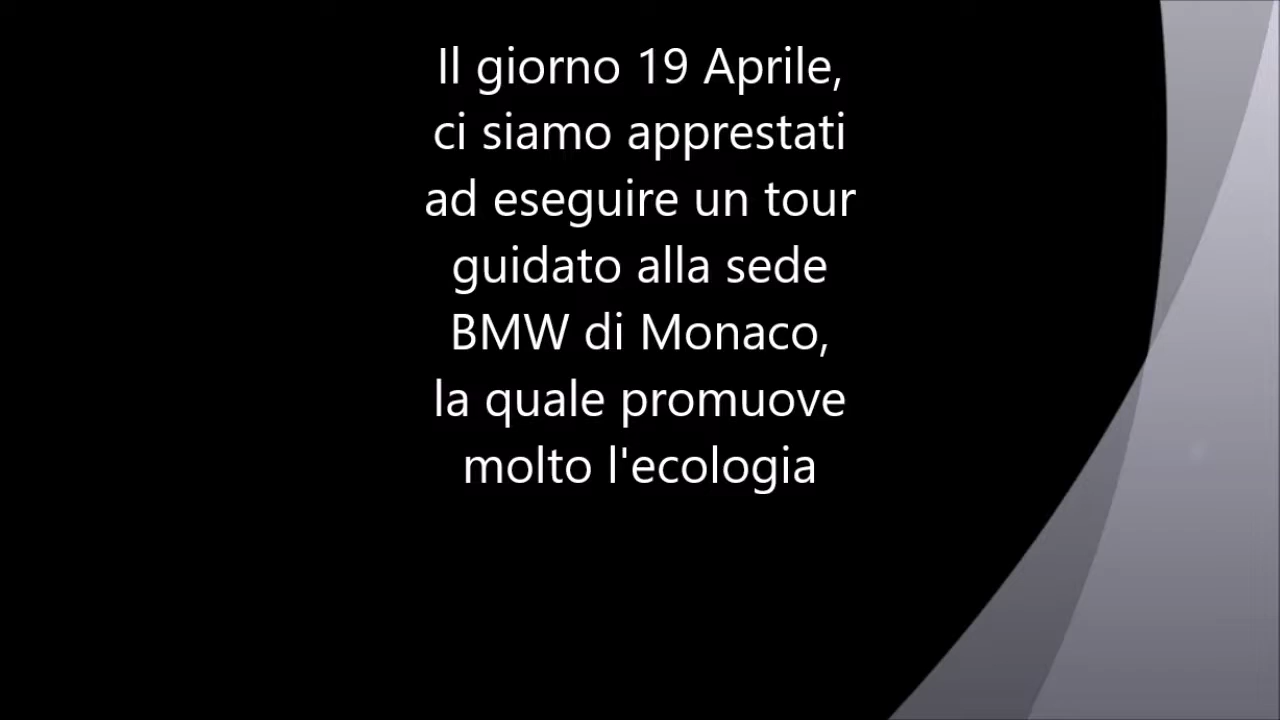 Il giorno 19 Aprile,
ci siamo apprestati
ad eseguire un tour
guidato alla sede
BMW di Monaco,
la quale promuove
molto l'ecologia